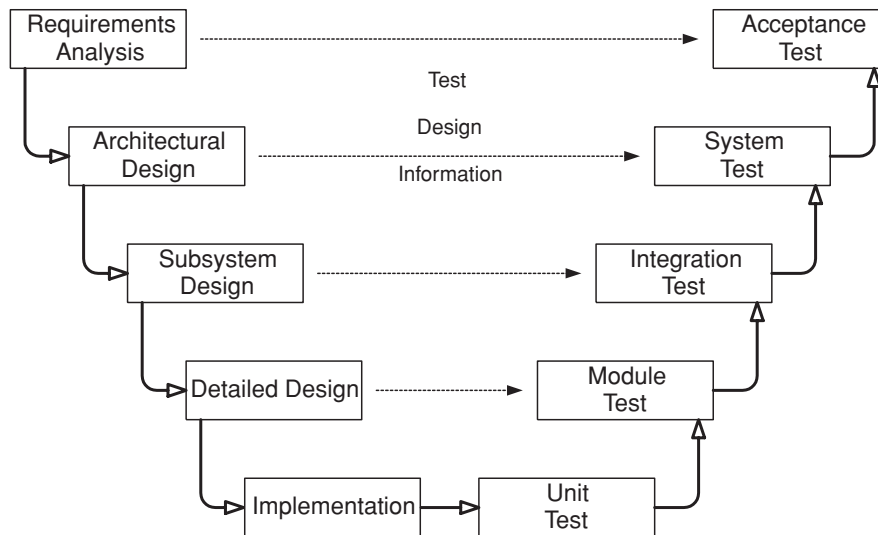 Requirements
Analysis
Acceptance
Test
Test
Design
Information
Architectural
Design
System
Test
Subsystem
Design
Integration
Test
Detailed Design
Module
Test
Implementation
Unit
Test